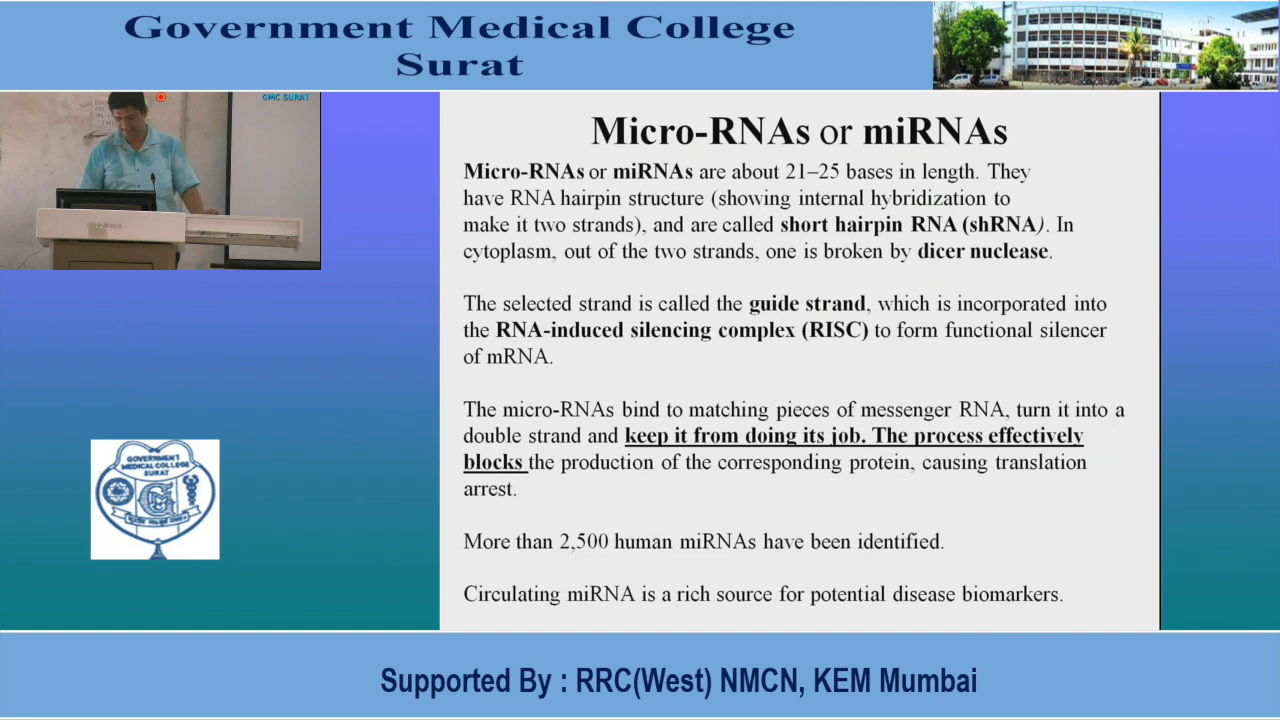 Government Medical College
Surat
GMC SURAT
Micro-RNAs or miRNAs
Micro-RNAs or miRNAs are about 21–25 bases in length. They
have RNA hairpin structure (showing internal hybridization to
make it two strands), and are called short hairpin RNA (shRNA). In
cytoplasm, out of the two strands, one is broken by dicer nuclease.
The selected strand is called the guide strand, which is incorporated into
the RNA-induced silencing complex (RISC) to form functional silencer
of mRNA.
The micro-RNAs bind to matching pieces of messenger RNA, turn it into a
double strand and keep it from doing its job. The process effectively
blocks the production of the corresponding protein, causing translation
arrest.
More than 2,500 human miRNAs have been identified.
Circulating miRNA is a rich source for potential disease biomarkers.
GOVERNMENT
MEDICAL COLLEGE
SURAT
Supported By : RRC(West) NMCN, KEM Mumbai